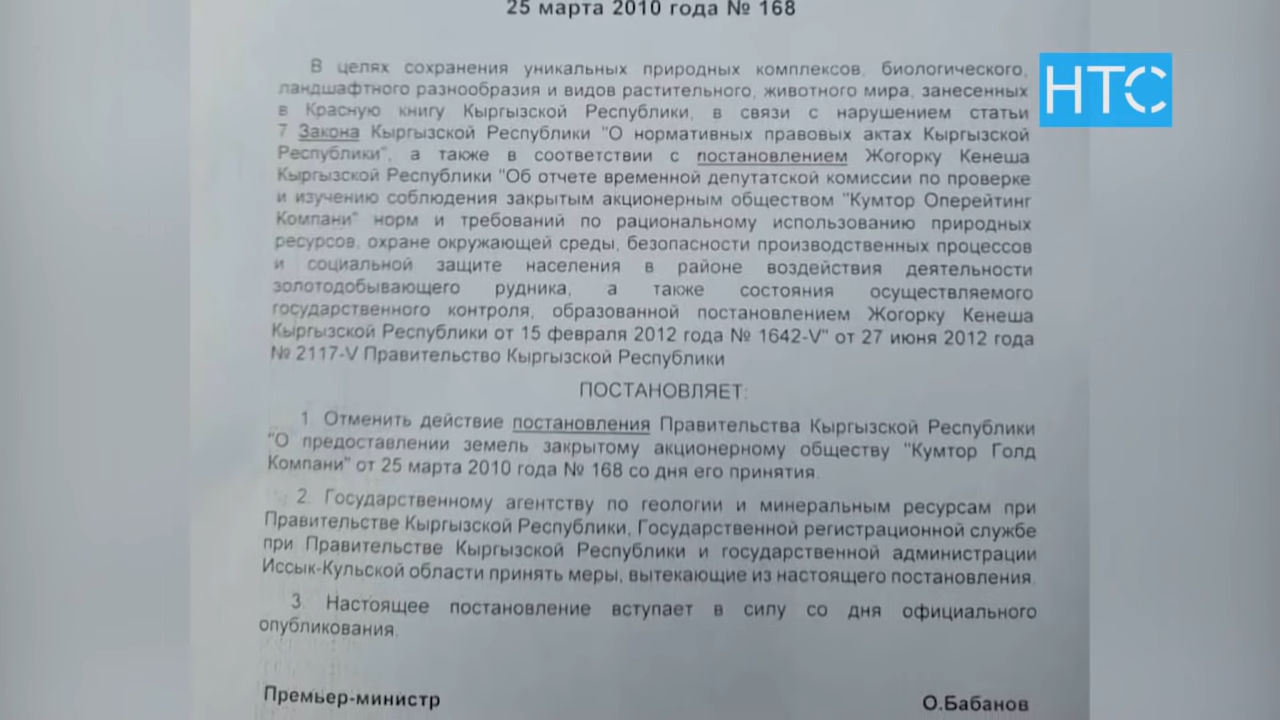 25 марта 2010 года № 168
НТС
В целях сохранения уникальных природных комплексов, биологического,
ландшафтного разнообразия и видов растительного, животного мира, занесенных
в Красную книгу Кыргызской Республики, в связи с нарушением статьи
7 Закона Кыргызской Республики "О нормативных правовых актах Кыргызской
Республики", а также в соответствии с постановлением Жогорку Кенеша
Кыргызской Республики "Об отчете временной депутатской комиссии по проверке
и изучению соблюдения закрытым акционерным обществом "Кумтор Оперейтинг
Компани" норм и требований по рациональному использованию природных
ресурсов, охране окружающей среды, безопасности производственных процессов
и социальной защите населения в районе воздействия деятельности
золотодобывающего рудника, а также состояния осуществляемого
государственного контроля, образованной постановлением Жогорку Кенеша
Кыргызской Республики от 15 февраля 2012 года № 1642-V" от 27 июня 2012 года
№ 2117-V Правительство Кыргызской Республики
ПОСТАНОВЛЯЕТ:
1. Отменить действие постановления Правительства Кыргызской Республики
"О предоставлении земель закрытому акционерному обществу "Кумтор Голд
Компани" от 25 марта 2010 года № 168 со дня его принятия.
2. Государственному агентству по геологии и минеральным ресурсам при
Правительстве Кыргызской Республики, Государственной регистрационной службе
при Правительстве Кыргызской Республики и государственной администрации
Иссык-Кульской области принять меры, вытекающие из настоящего постановления.
3. Настоящее постановление вступает в силу со дня официального
опубликования.
Премьер-министр О.Бабанов